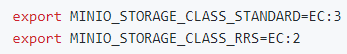 export MINIO_STORAGE_CLASS_STANDARD=EC:3
export MINIO_STORAGE_CLASS_RRS=EC:2